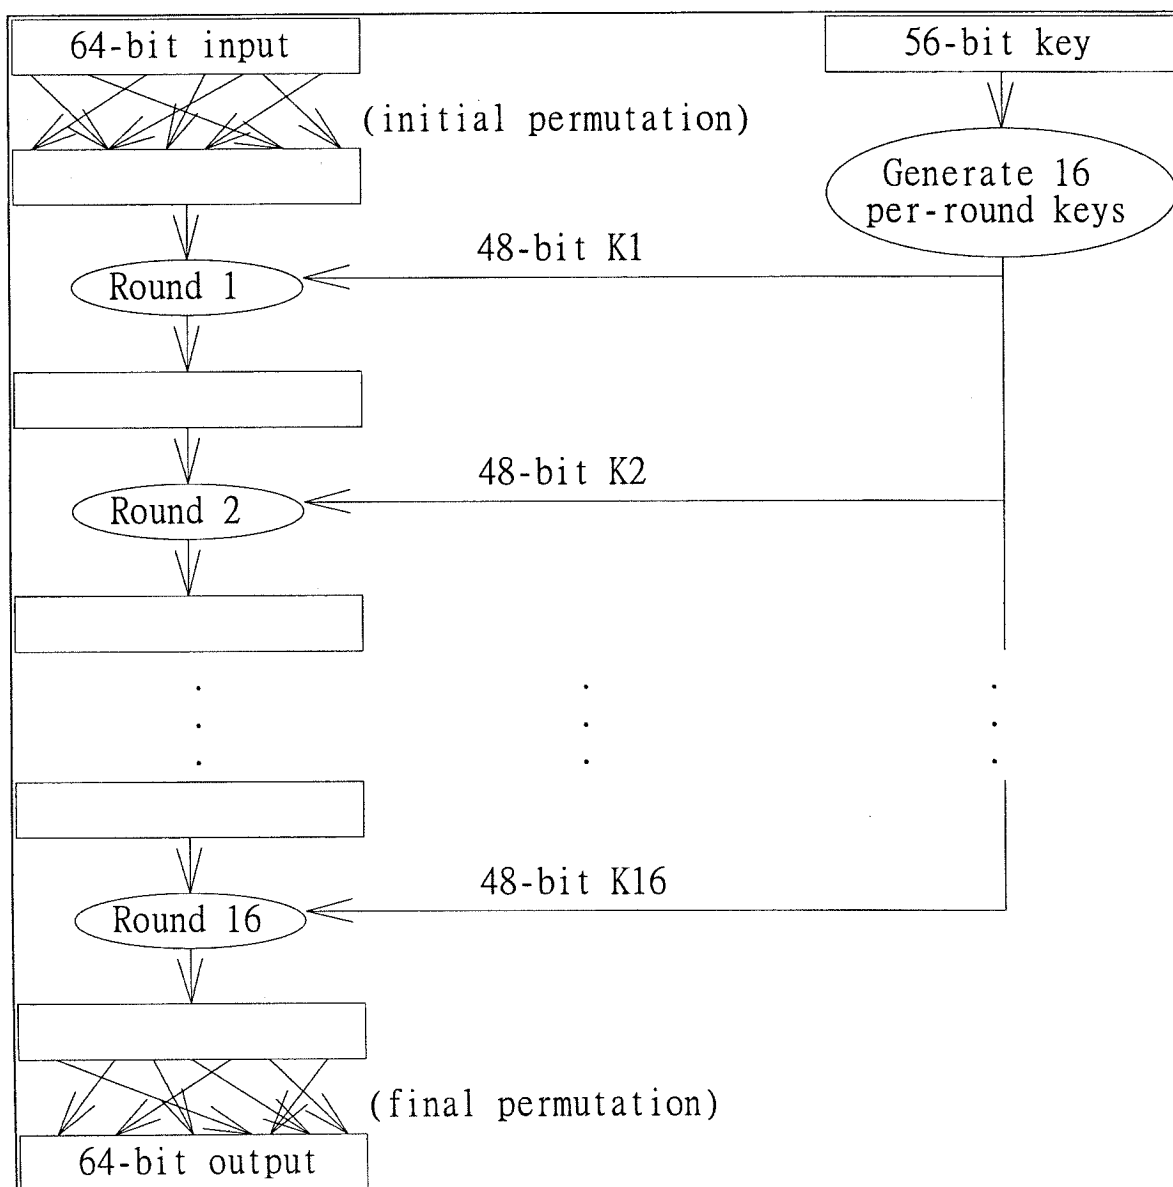 64-bit input
56-bit key
(initial permutation)
Generate 16
per-round keys
48-bit K1
Round 1
48-bit K2
Round 2
48-bit K16
Round 16
(final permutation)
64-bit output